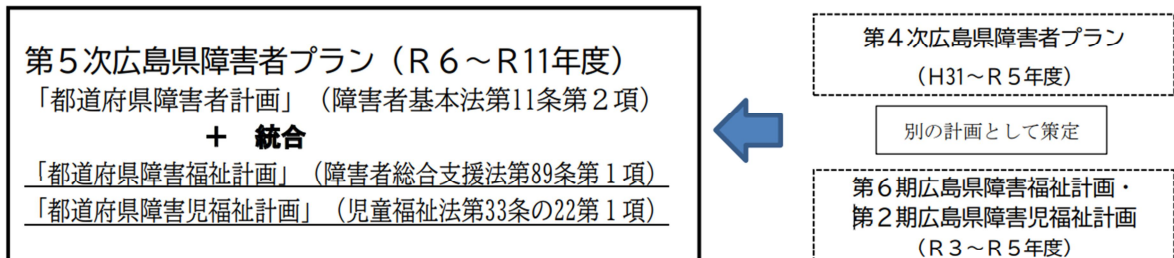 第５次広島県障害者プラン（Ｒ６～Ｒ11年度）
「都道府県障害者計画」（障害者基本法第11条第２項）
＋ 統合
「都道府県障害福祉計画」（障害者総合支援法第89条第１項）
「都道府県障害児福祉計画」（児童福祉法第33条の22第１項）
第４次広島県障害者プラン
（H31～Ｒ５年度）
別の計画として策定
第６期広島県障害福祉計画・
第２期広島県障害児福祉計画
（Ｒ３～Ｒ５年度）